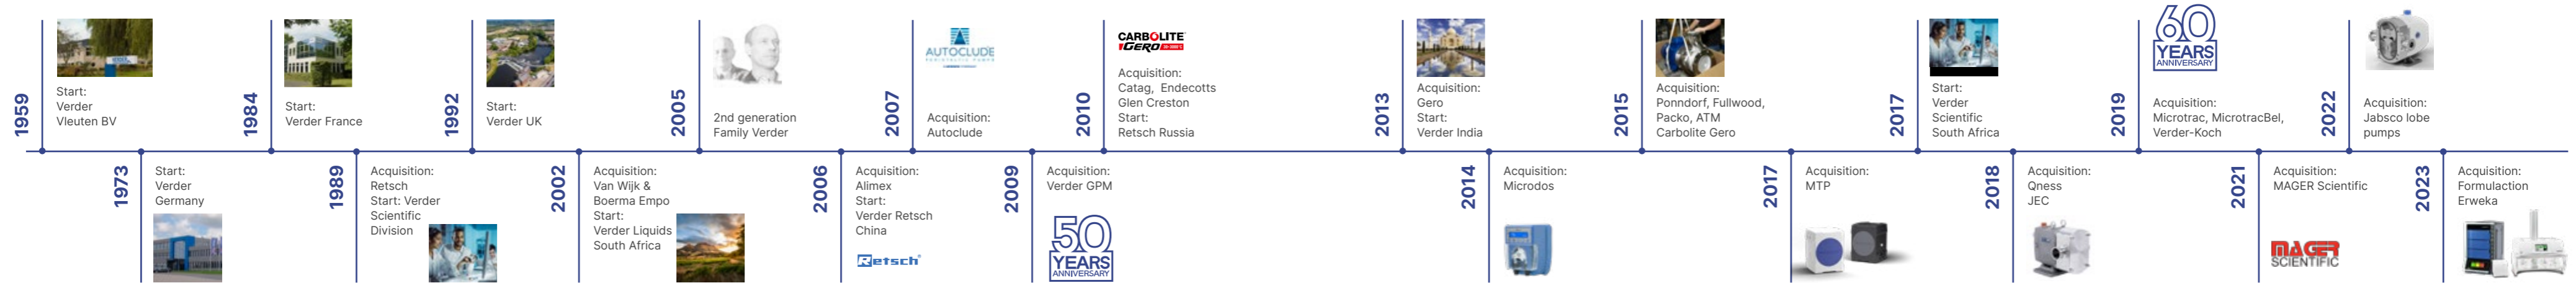 1959
Start:
Verder
Vleuten BV
1973
Start:
Verder
Germany
1984
Start:
Verder France
1989
Acquisition:
Retsch
Start: Verder
Scientific
Division
1992
Start:
Verder UK
2002
Acquisition:
Van Wijk &
Boerma Empo
Start:
Verder Liquids
South Africa
2005
2nd generation
Family Verder
2006
Acquisition:
Alimex
Start:
Verder Retsch
China
Retsch
2007
AUTOCLUDE
PERISTALTIC PUMPS
Acquisition:
Autoclude
2009
Acquisition:
Verder GPM
50
YEARS
ANNIVERSARY
2010
CARBOLITE
GERO 30-3000°C
Acquisition:
Catag, Endecotts
Glen Creston
Start:
Retsch Russia
2013
Acquisition:
Gero
Start:
Verder India
2014
Acquisition:
Microdos
2015
Acquisition:
Ponndorf, Fullwood,
Packo, ATM
Carbolite Gero
2017
Acquisition:
MTP
2017
Start:
Verder
Scientific
South Africa
2018
Acquisition:
Qness
JEC
2019
60
YEARS
ANNIVERSARY
Acquisition:
Microtrac, MicrotracBel,
Verder-Koch
2021
Acquisition:
MAGER Scientific
MAGER
SCIENTIFIC
2022
Acquisition:
Jabsco lobe
pumps
2023
Acquisition:
Formulaction
Erweka